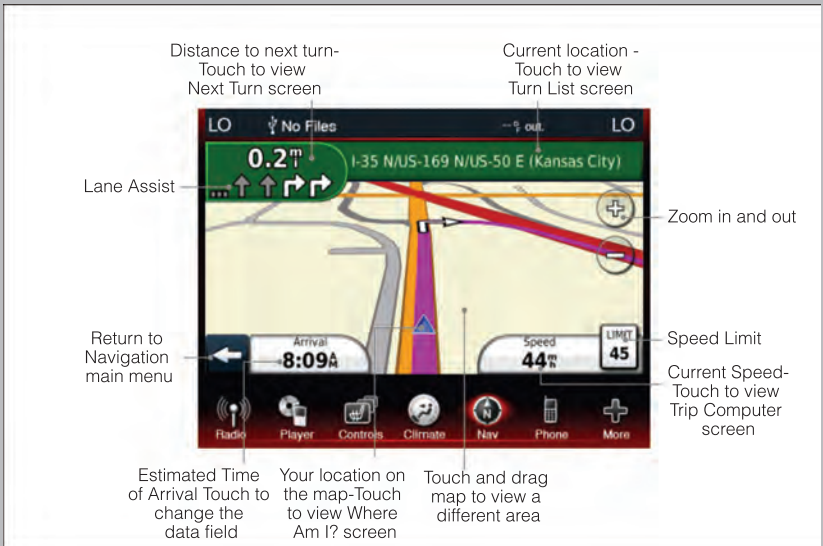 Distance to next turn-
Touch to view
Next Turn screen
Current location -
Touch to view
Turn List screen
LO
No Files
--°F out.
LO
0.2 mi
I-35 N/US-169 N/US-50 E (Kansas City)
Lane Assist
Zoom in and out
Return to
Navigation
main menu
Arrival
8:09 AM
Speed
44 mh
LIMIT
45
Speed Limit
Current Speed-
Touch to view
Trip Computer
screen
Radio
Player
Controls
Climate
N
Nav
Phone
More
Estimated Time
of Arrival Touch to
change the
data field
Your location on
the map-Touch
to view Where
Am I? screen
Touch and drag
map to view a
different area